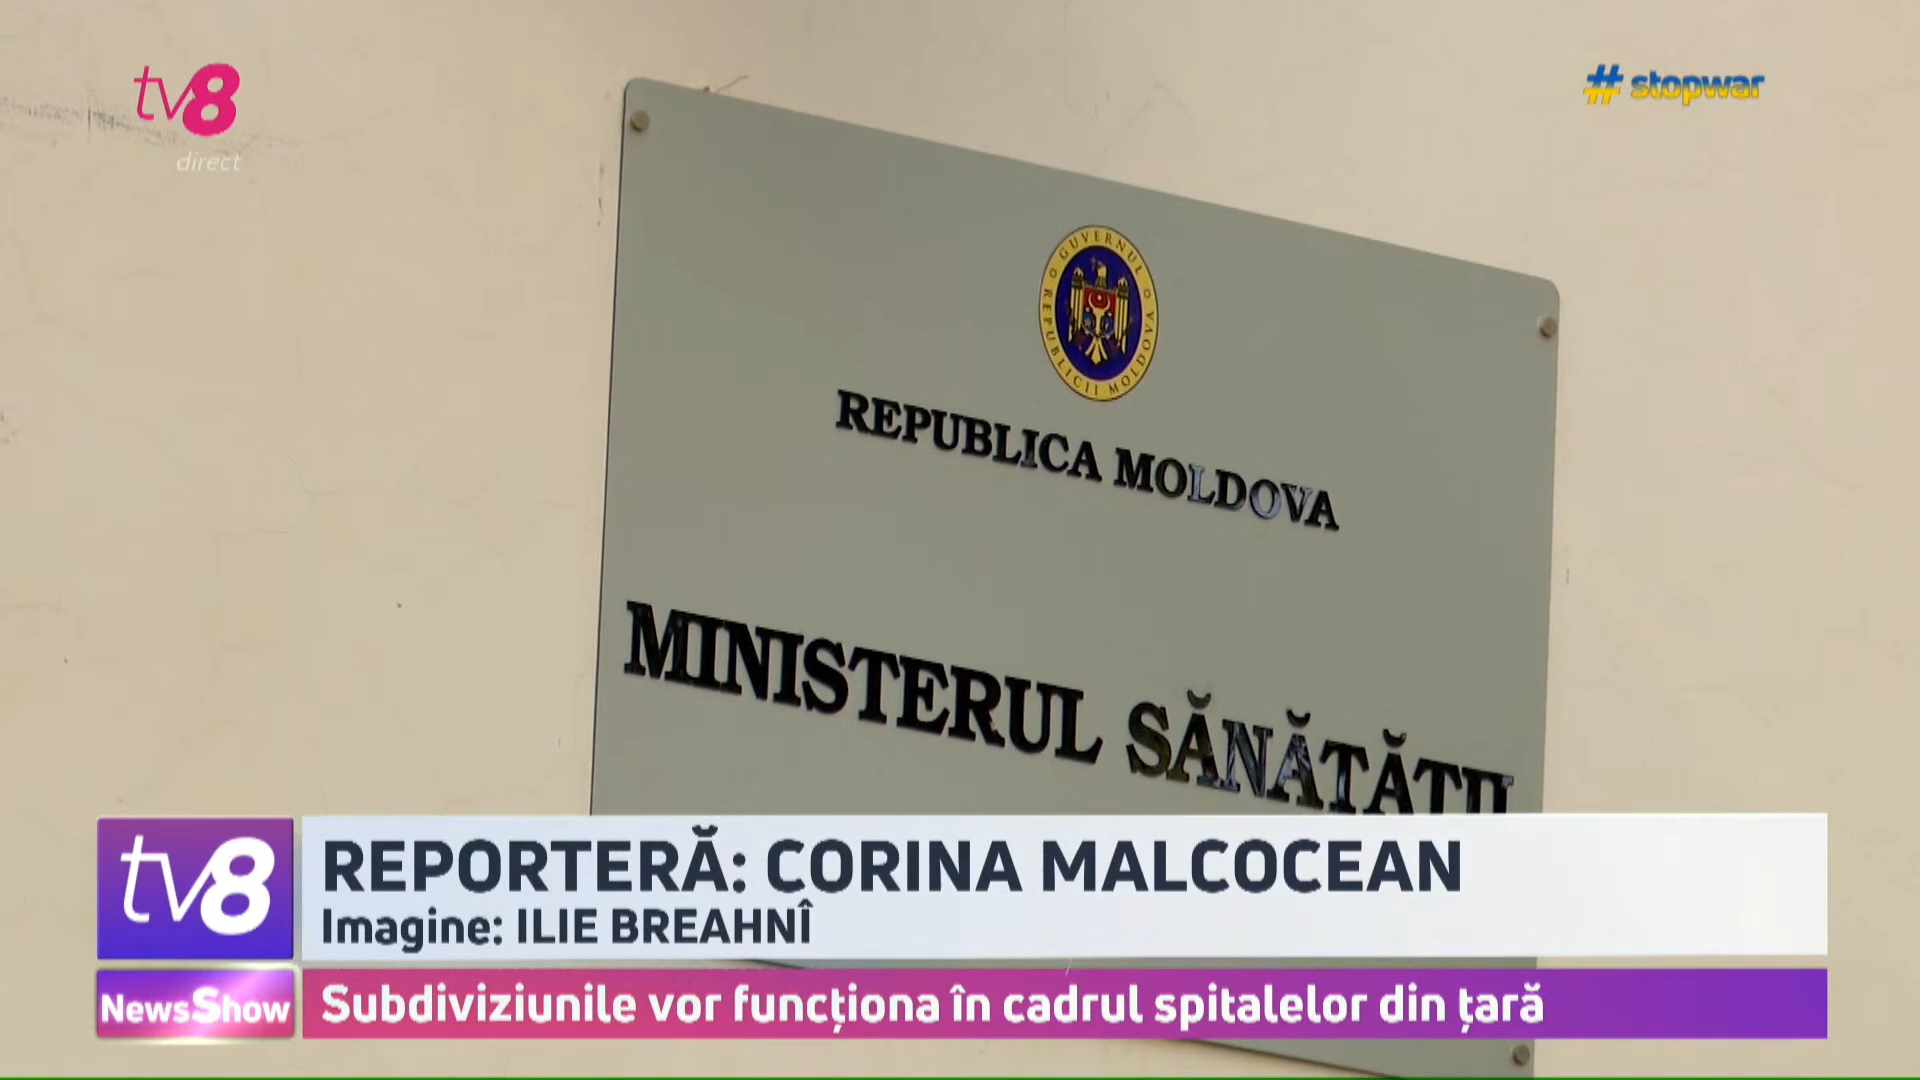 tv8
direct
# stopwar
GUVERNUL REPUBLICII MOLDOVA
REPUBLICA MOLDOVA
MINISTERUL SĂNĂTĂȚII
tv8
REPORTERĂ: CORINA MALCOCEAN
Imagine: ILIE BREAHNÎ
NewsShow
Subdiviziunile vor funcționa în cadrul spitalelor din țară